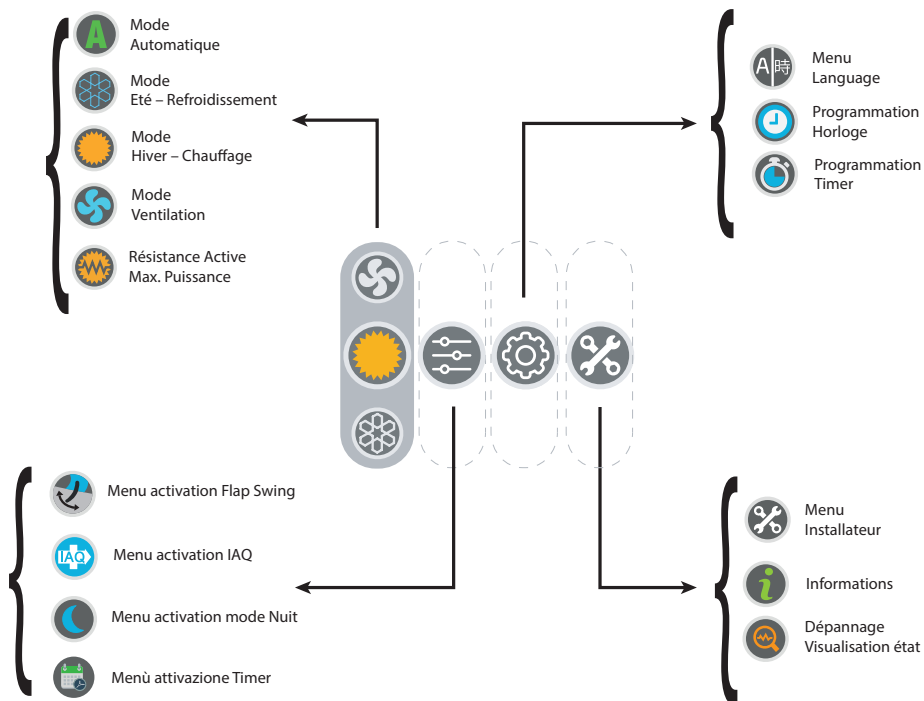 A
Mode
Automatique
Mode
Eté – Refroidissement
Mode
Hiver – Chauffage
Mode
Ventilation
Résistance Active
Max. Puissance
A時
Menu
Language
Programmation
Horloge
Programmation
Timer
Menu activation Flap Swing
IAQ
Menu activation IAQ
Menu activation mode Nuit
Menù attivazione Timer
Menu
Installateur
i
Informations
Dépannage
Visualisation état